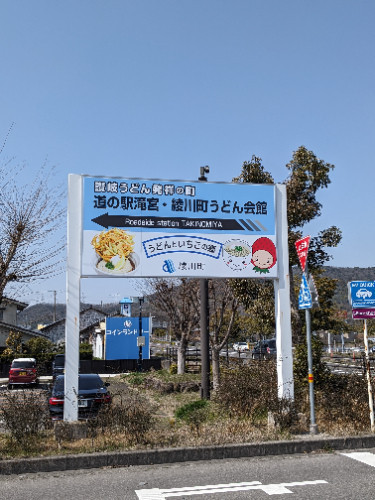 讃岐うどん発祥の町
道の駅滝宮・綾川町うどん会館
Roadside station TAKINOMIYA
うどんといちごの郷
綾川町
コインランド